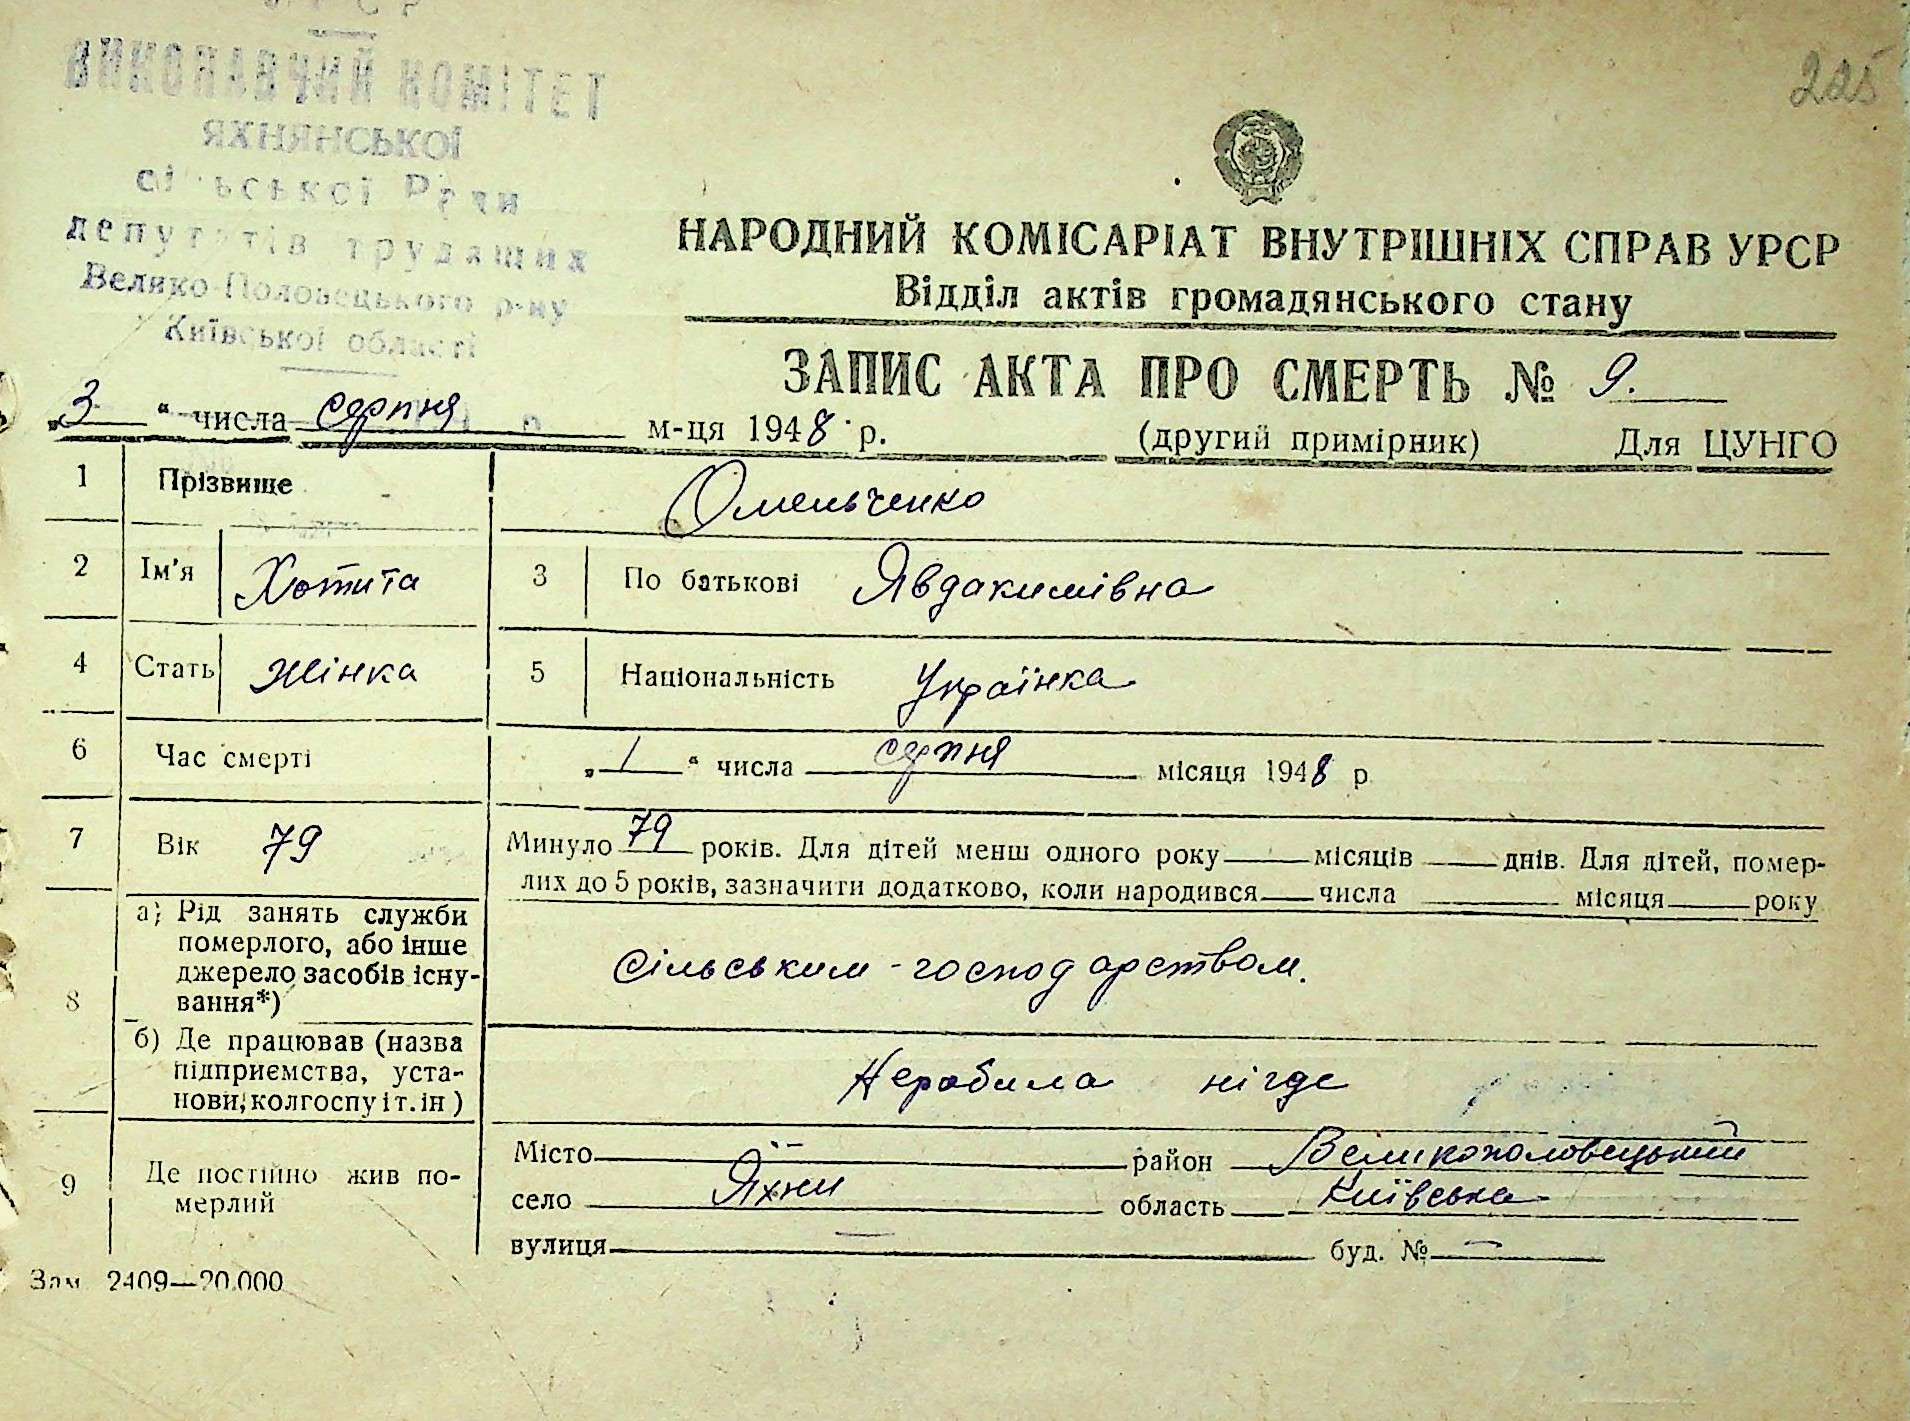 УРСР
ВИКОНАВЧИЙ КОМІТЕТ
ЯХНЯНСЬКОЇ
сільської Ради
депутатів трудящих
Велико-Половецького р-ну
Київської області
225
НАРОДНИЙ КОМІСАРІАТ ВНУТРІШНІХ СПРАВ УРСР
Відділ актів громадянського стану
ЗАПИС АКТА ПРО СМЕРТЬ № 9.
„3“ числа серпня м-ця 1948 р. (другий примірник) Для ЦУНГО
1 Прізвище Омельченко
2 Ім'я Хотита 3 По батькові Явдакимівна
4 Стать жінка 5 Національність Українка
6 Час смерті „1“ числа серпня місяця 1948 р
7 Вік 79 Минуло 79 років. Для дітей менш одного року місяців днів. Для дітей, помер-
лих до 5 років, зазначити додатково, коли народився числа місяця року
8 а) Рід занять служби
померлого, або інше
джерело засобів існу-
вання*)
сільським-господарством.
б) Де працював (назва
підприємства, уста-
нови, колгоспу і т. ін)
Неробила нігде
9 Де постійно жив по-
мерлий
Місто район Великополовецький
село Яхни область Київська
вулиця — буд. № —
Зам 2409—20.000